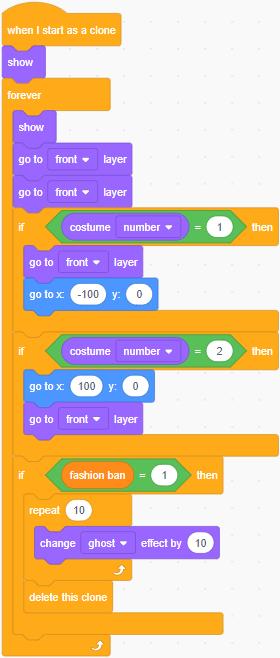 when I start as a clone
show
forever
show
go to front layer
go to front layer
if costume number = 1 then
go to front layer
go to x: -100 y: 0
if costume number = 2 then
go to x: 100 y: 0
go to front layer
if fashion ban = 1 then
repeat 10
change ghost effect by 10
delete this clone